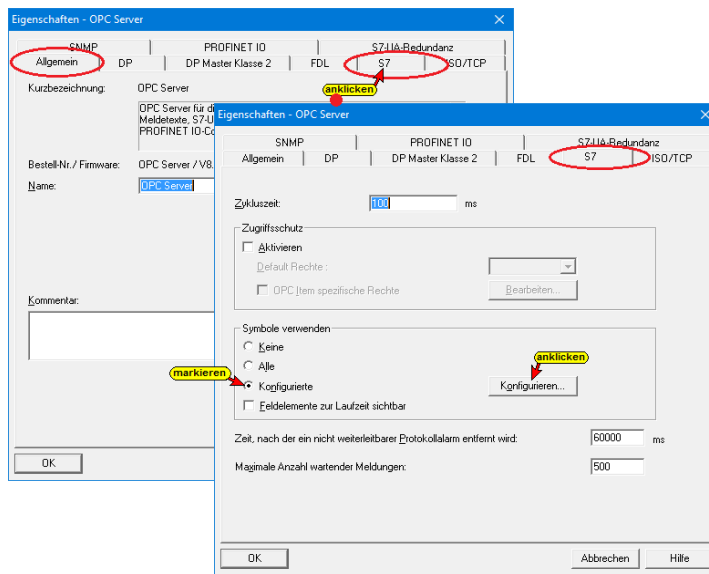 Eigenschaften - OPC Server
SNMP PROFINET IO S7-UA-Redundanz
Allgemein DP DP Master Klasse 2 FDL S7 ISO/TCP
Kurzbezeichnung: OPC Server
anklicken
OPC Server für di
Meldetexte, S7-U
PROFINET IO-Co
Bestell-Nr./ Firmware: OPC Server / V8.
Name: OPC Server
Kommentar:
OK
Eigenschaften - OPC Server
SNMP PROFINET IO S7-UA-Redundanz
Allgemein DP DP Master Klasse 2 FDL S7 ISO/TCP
Zykluszeit: 100 ms
Zugriffsschutz
Aktivieren
Default Rechte :
OPC Item spezifische Rechte Bearbeiten...
Symbole verwenden
Keine
anklicken
Alle
markieren
Konfigurierte Konfigurieren...
Feldelemente zur Laufzeit sichtbar
Zeit, nach der ein nicht weiterleitbarer Protokollalarm entfernt wird: 60000 ms
Maximale Anzahl wartender Meldungen: 500
OK Abbrechen Hilfe